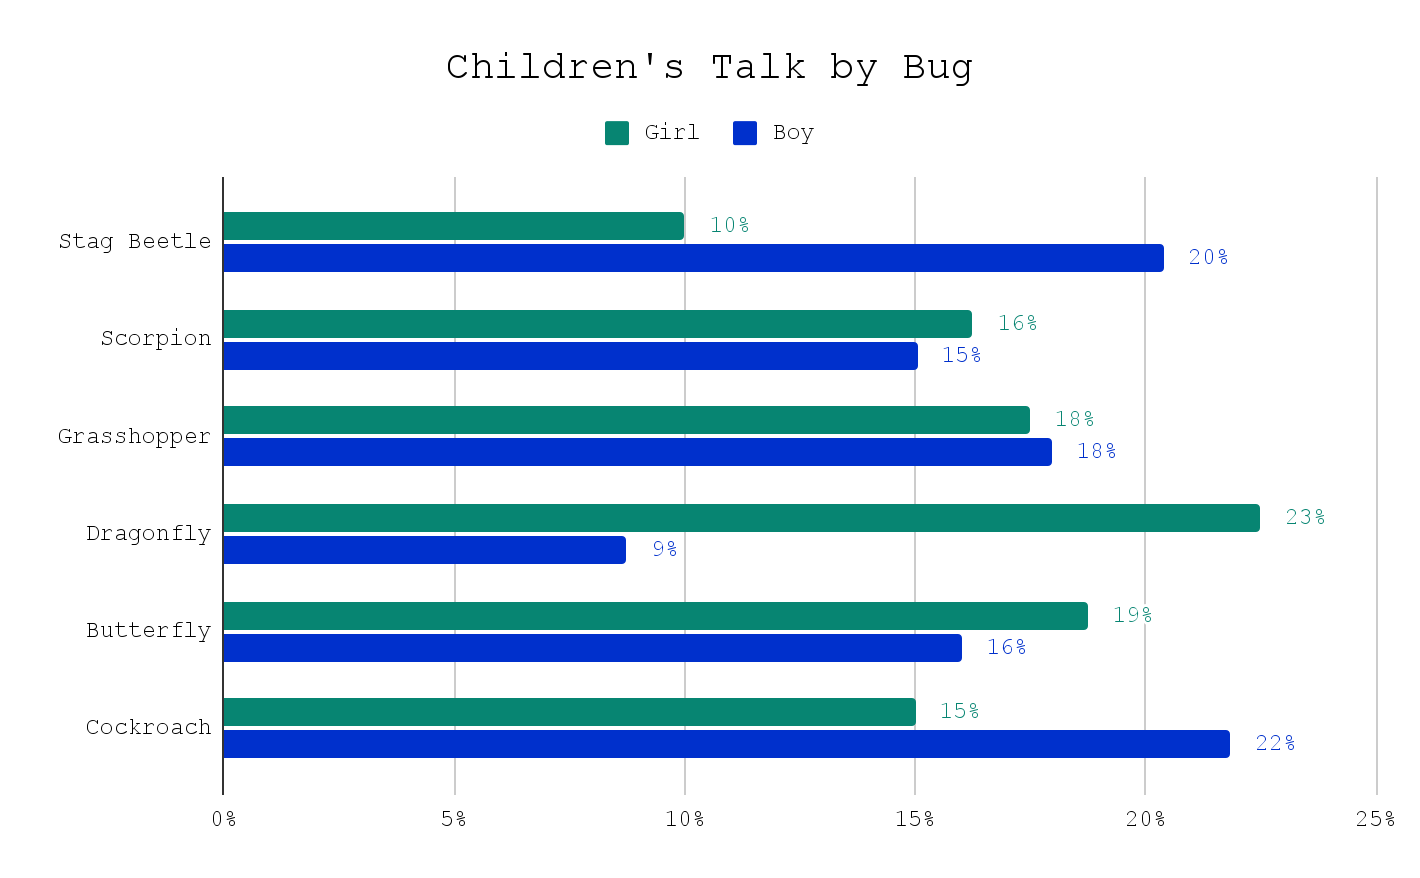 Children's Talk by Bug
Girl Boy
Stag Beetle 10%
20%
Scorpion 16%
15%
Grasshopper 18%
18%
Dragonfly 23%
9%
Butterfly 19%
16%
Cockroach 15%
22%
0% 5% 10% 15% 20% 25%